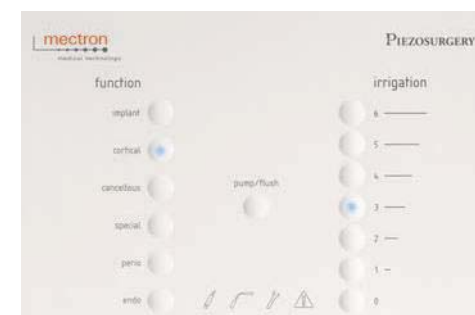 mectron
medical technology
PIEZOSURGERY
function
irrigation
implant
cortical
cancellous
special
perio
endo
pump/flush
6
5
4
3
2
1
0